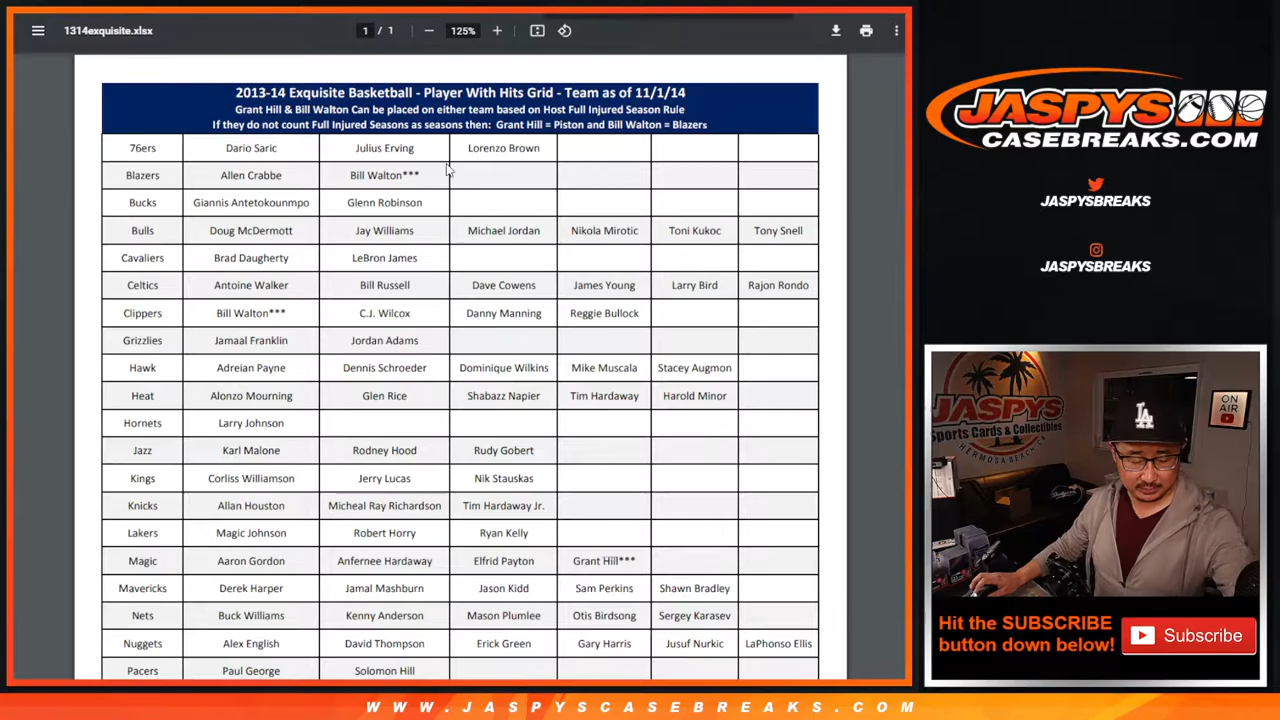 1314exquisite.xlsx
1 / 1
125%
2013-14 Exquisite Basketball - Player With Hits Grid - Team as of 11/1/14
Grant Hill & Bill Walton Can be placed on either team based on Host Full Injured Season Rule
If they do not count Full Injured Seasons as seasons then: Grant Hill = Piston and Bill Walton = Blazers
76ers Dario Saric Julius Erving Lorenzo Brown
Blazers Allen Crabbe Bill Walton***
Bucks Giannis Antetokounmpo Glenn Robinson
Bulls Doug McDermott Jay Williams Michael Jordan Nikola Mirotic Toni Kukoc Tony Snell
Cavaliers Brad Daugherty LeBron James
Celtics Antoine Walker Bill Russell Dave Cowens James Young Larry Bird Rajon Rondo
Clippers Bill Walton*** C.J. Wilcox Danny Manning Reggie Bullock
Grizzlies Jamaal Franklin Jordan Adams
Hawk Adreian Payne Dennis Schroeder Dominique Wilkins Mike Muscala Stacey Augmon
Heat Alonzo Mourning Glen Rice Shabazz Napier Tim Hardaway Harold Minor
Hornets Larry Johnson
Jazz Karl Malone Rodney Hood Rudy Gobert
Kings Corliss Williamson Jerry Lucas Nik Stauskas
Knicks Allan Houston Micheal Ray Richardson Tim Hardaway Jr.
Lakers Magic Johnson Robert Horry Ryan Kelly
Magic Aaron Gordon Anfernee Hardaway Elfrid Payton Grant Hill***
Mavericks Derek Harper Jamal Mashburn Jason Kidd Sam Perkins Shawn Bradley
Nets Buck Williams Kenny Anderson Mason Plumlee Otis Birdsong Sergey Karasev
Nuggets Alex English David Thompson Erick Green Gary Harris Jusuf Nurkic LaPhonso Ellis
Pacers Paul George Solomon Hill
JASPYS
CASEBREAKS.COM
JASPYSBREAKS
JASPYSBREAKS
JASPYS
Sports Cards & Collectibles
HERMOSA BEACH, CA
ON
AIR
LA
Hit the SUBSCRIBE
button down below!
Subscribe
WWW.JASPYSCASEBREAKS.COM